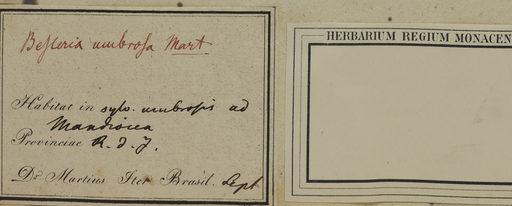 Besleria umbrosa Mart
Habitat in sylv. umbrosis ad
Mandiocca
Provinciae R. d. J.
Dr. Martius Iter Brasil. Sept
HERBARIUM REGIUM MONACEN